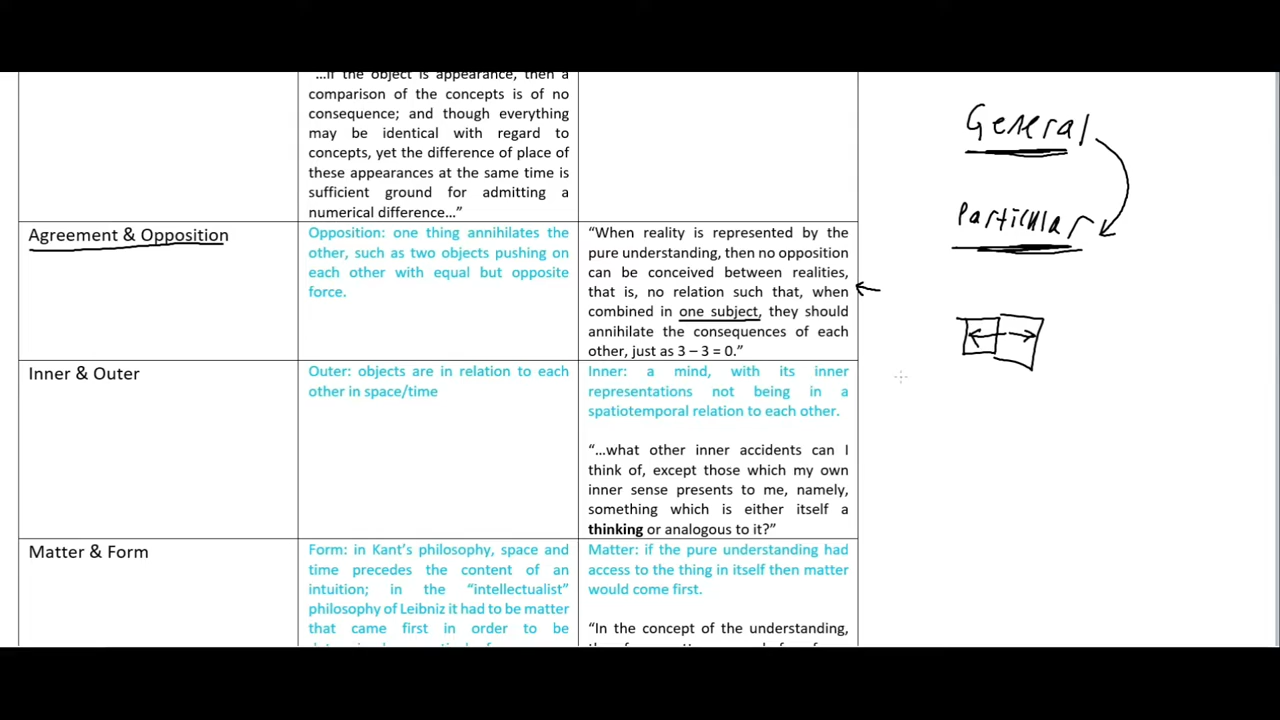 …if the object is appearance, then a
comparison of the concepts is of no
consequence; and though everything
may be identical with regard to
concepts, yet the difference of place of
these appearances at the same time is
sufficient ground for admitting a
numerical difference…”
Agreement & Opposition
Opposition: one thing annihilates the
other, such as two objects pushing on
each other with equal but opposite
force.
“When reality is represented by the
pure understanding, then no opposition
can be conceived between realities,
that is, no relation such that, when
combined in one subject, they should
annihilate the consequences of each
other, just as 3 – 3 = 0.”
Inner & Outer
Outer: objects are in relation to each
other in space/time
Inner: a mind, with its inner
representations not being in a
spatiotemporal relation to each other.
“…what other inner accidents can I
think of, except those which my own
inner sense presents to me, namely,
something which is either itself a
thinking or analogous to it?”
Matter & Form
Form: in Kant’s philosophy, space and
time precedes the content of an
intuition; in the “intellectualist”
philosophy of Leibniz it had to be matter
that came first in order to be
Matter: if the pure understanding had
access to the thing in itself then matter
would come first.
“In the concept of the understanding,
General
Particular